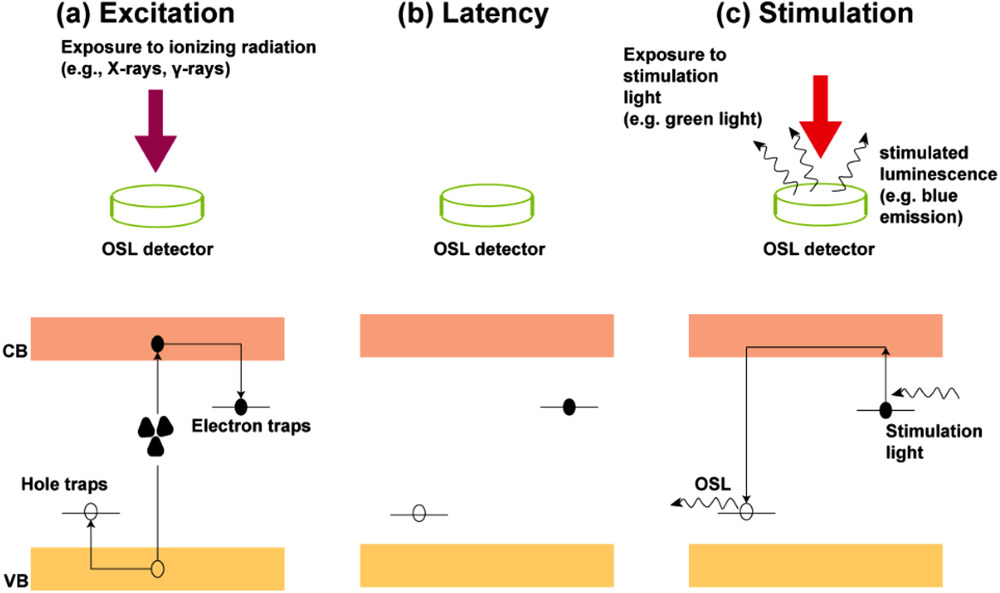 (a) Excitation
Exposure to ionizing radiation
(e.g., X-rays, γ-rays)
OSL detector
CB
Electron traps
Hole traps
VB
(b) Latency
OSL detector
(c) Stimulation
Exposure to
stimulation
light
(e.g. green light)
stimulated
luminescence
(e.g. blue
emission)
OSL detector
Stimulation
light
OSL